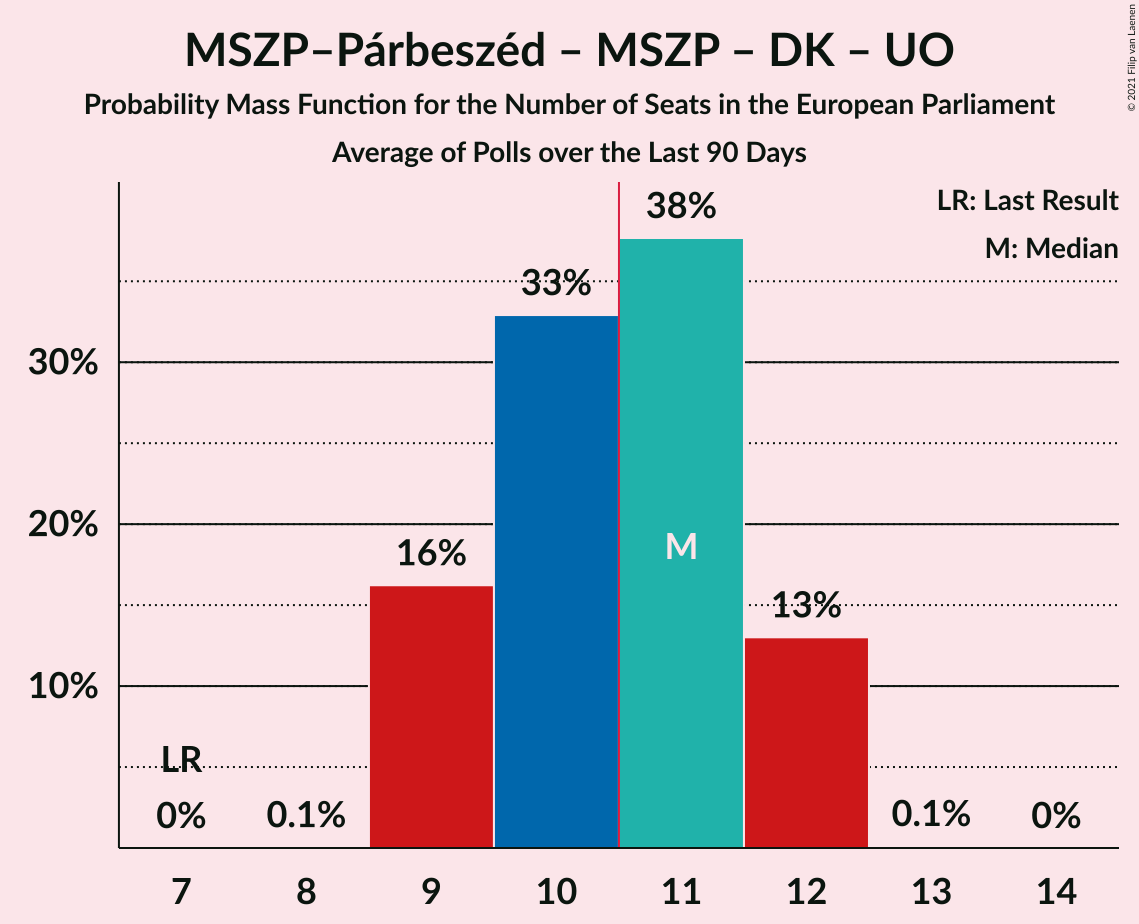 MSZP–Párbeszéd – MSZP – DK – UO
Probability Mass Function for the Number of Seats in the European Parliament
Average of Polls over the Last 90 Days
© 2021 Filip van Laenen
LR: Last Result
M: Median
38%
33%
30%
20%
16%
M
13%
10%
LR
0%
0.1%
0.1%
0%
7 8 9 10 11 12 13 14